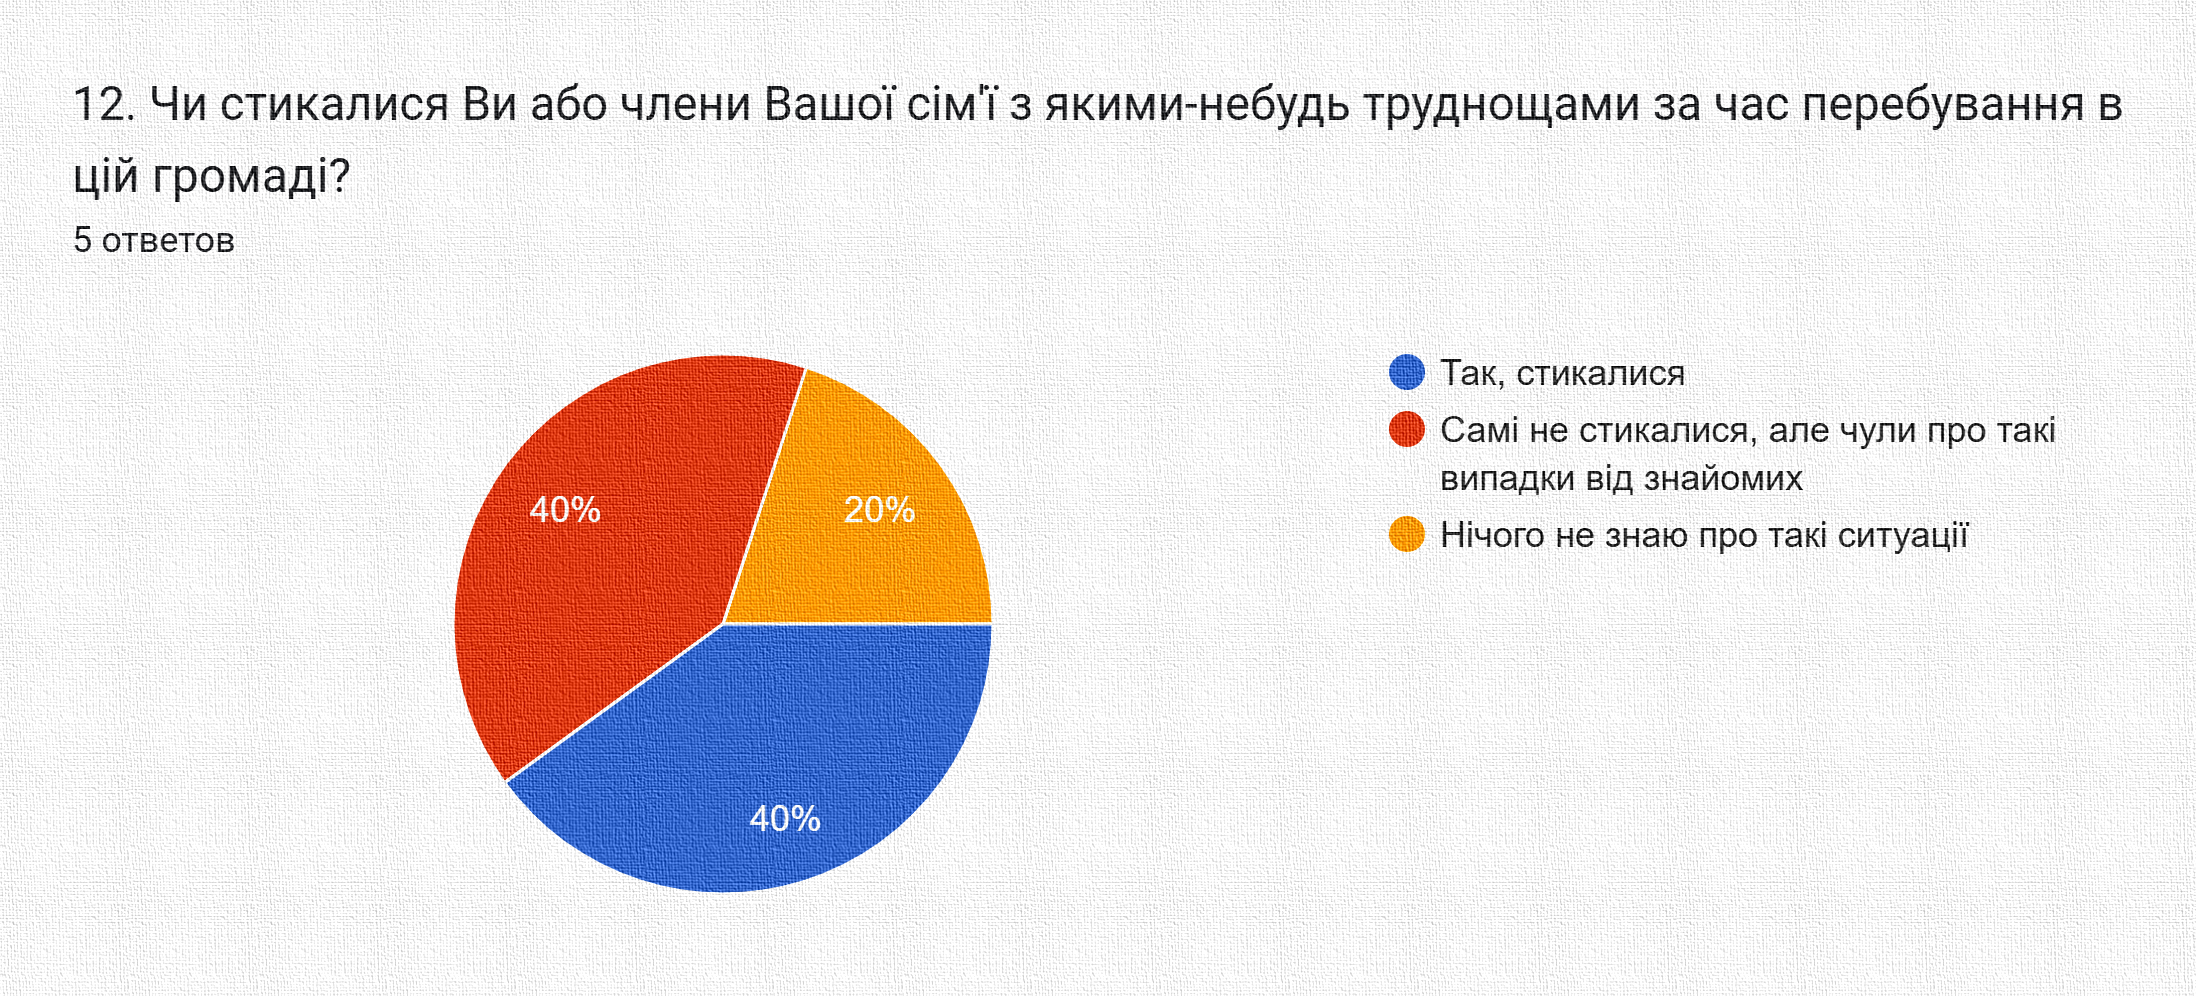 12. Чи стикалися Ви або члени Вашої сім'ї з якими-небудь труднощами за час перебування в
цій громаді?
5 ответов
Так, стикалися
Самі не стикалися, але чули про такі
випадки від знайомих
Нічого не знаю про такі ситуації
40%
20%
40%